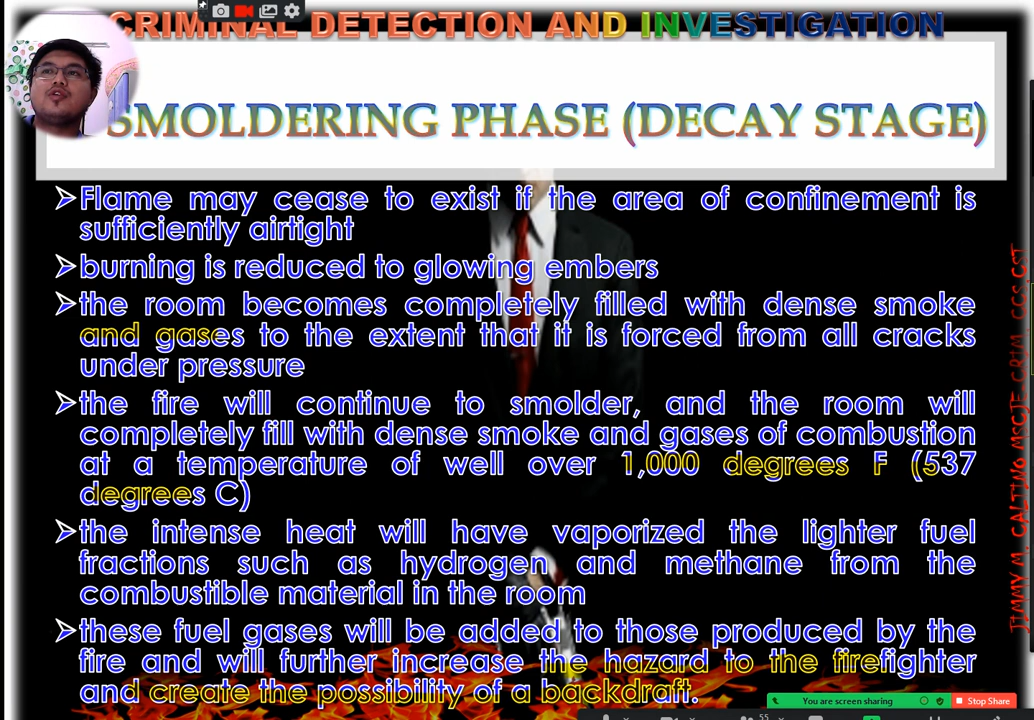 CRIMINAL DETECTION AND INVESTIGATION
SMOLDERING PHASE (DECAY STAGE)
➢Flame may cease to exist if the area of confinement is
sufficiently airtight
➢burning is reduced to glowing embers
➢the room becomes completely filled with dense smoke
and gases to the extent that it is forced from all cracks
under pressure
➢the fire will continue to smolder, and the room will
completely fill with dense smoke and gases of combustion
at a temperature of well over 1,000 degrees F (537
degrees C)
➢the intense heat will have vaporized the lighter fuel
fractions such as hydrogen and methane from the
combustible material in the room
➢these fuel gases will be added to those produced by the
fire and will further increase the hazard to the firefighter
and create the possibility of a backdraft.
JIMMY M. CALTINO MSCJE CRIM CCS CST
You are screen sharing
Stop Share
55